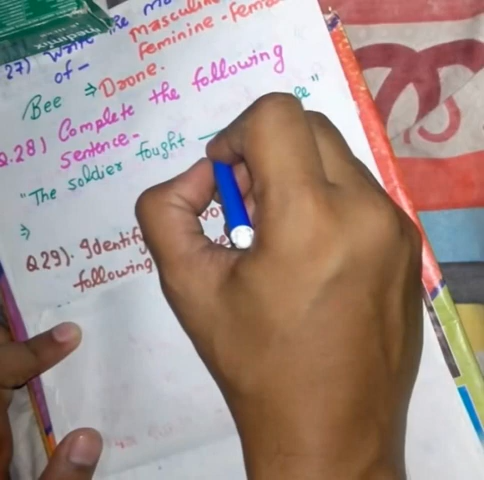 27) Write the
masculine
of - feminine - female
Bee ⇒ Drone.
Q.28) Complete the following
sentence-
"The soldier fought
⇒
Q29). Identify
following